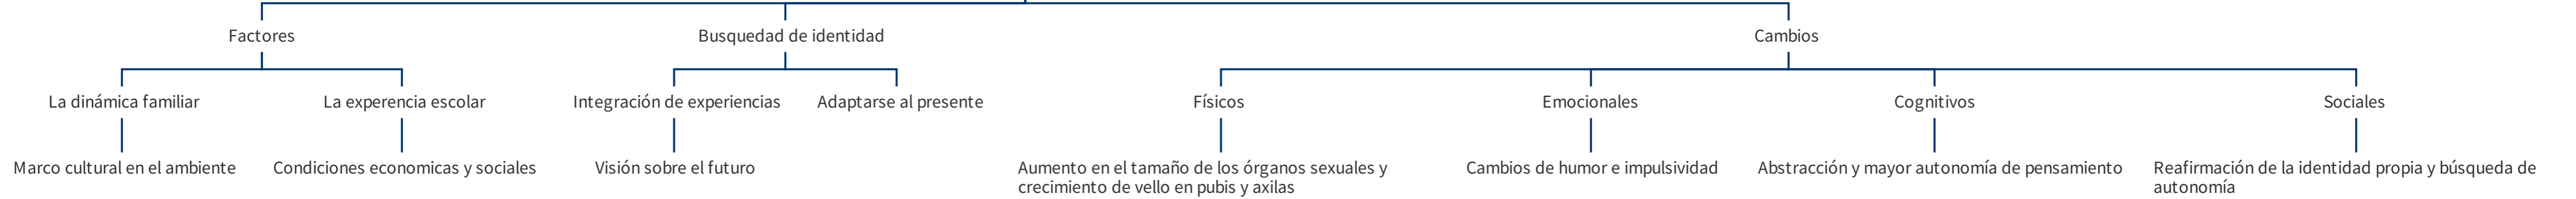 Factores
Busquedad de identidad
Cambios
La dinámica familiar
La experencia escolar
Integración de experiencias
Adaptarse al presente
Físicos
Emocionales
Cognitivos
Sociales
Marco cultural en el ambiente
Condiciones economicas y sociales
Visión sobre el futuro
Aumento en el tamaño de los órganos sexuales y
crecimiento de vello en pubis y axilas
Cambios de humor e impulsividad
Abstracción y mayor autonomía de pensamiento
Reafirmación de la identidad propia y búsqueda de
autonomía